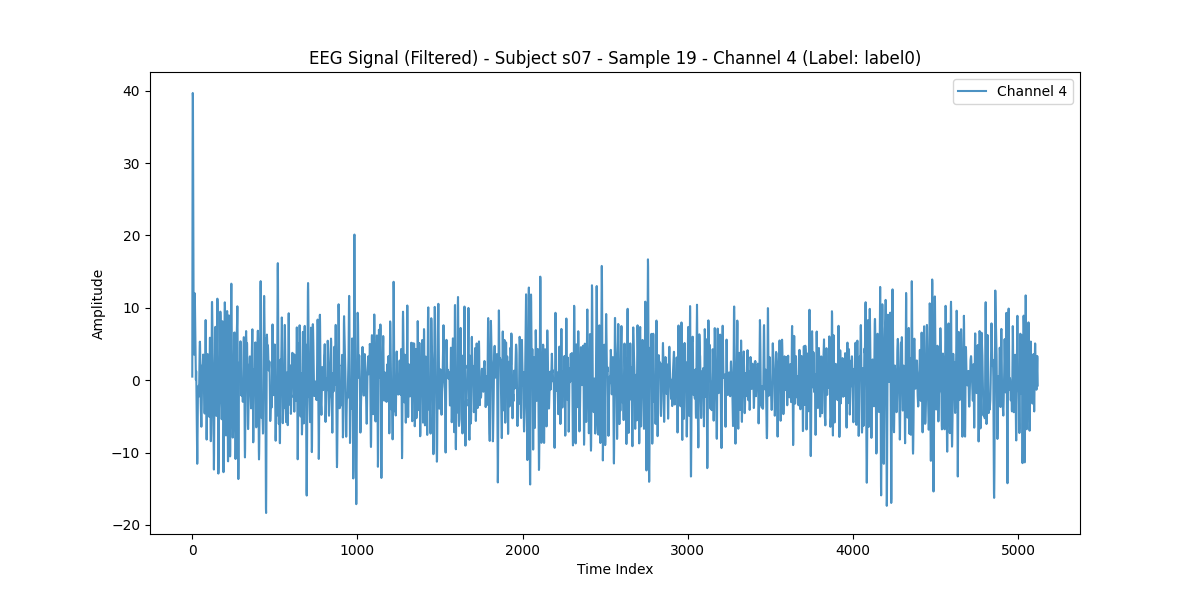 EEG Signal (Filtered) - Subject s07 - Sample 19 - Channel 4 (Label: label0)
Channel 4
40
30
20
10
0
−10
−20
Amplitude
0 1000 2000 3000 4000 5000
Time Index